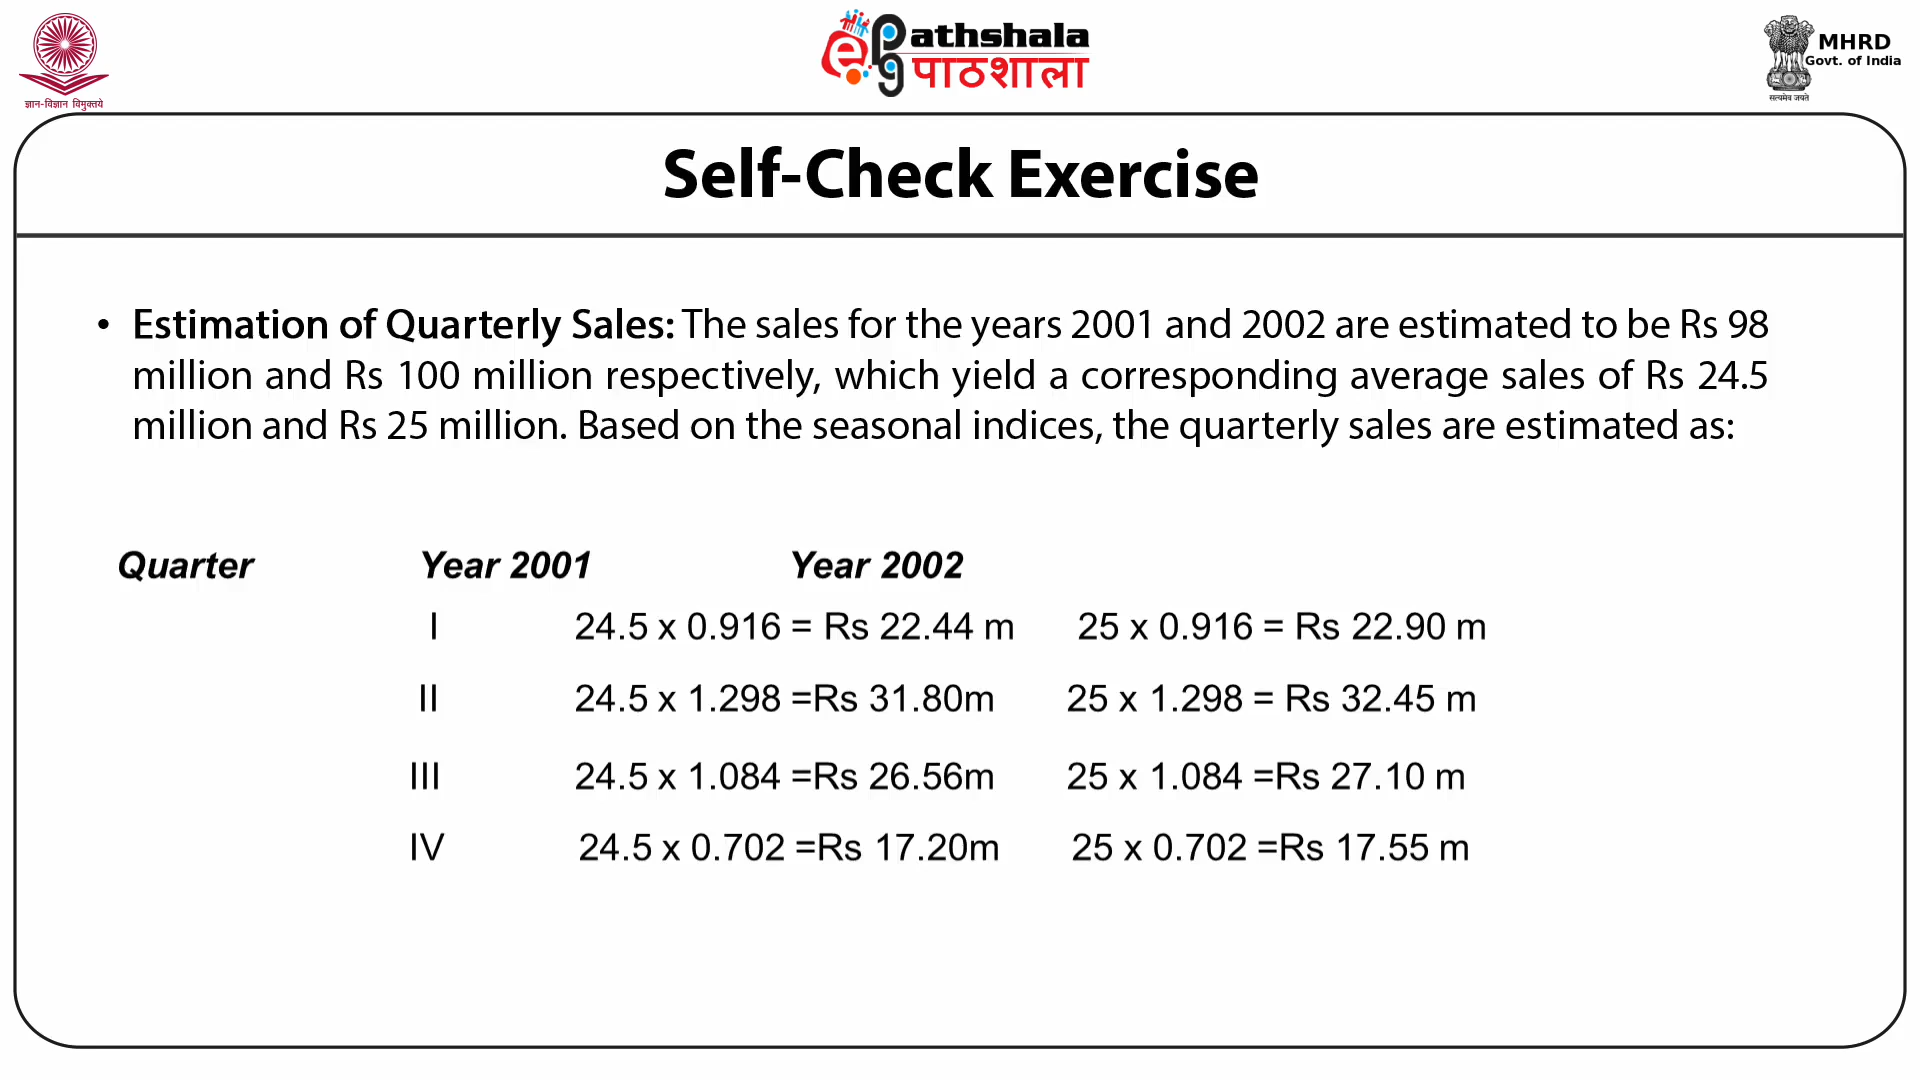 ज्ञान-विज्ञान विमुक्तये
ePathshala
पाठशाला
MHRD
Govt. of India
सत्यमेव जयते
Self-Check Exercise
• Estimation of Quarterly Sales: The sales for the years 2001 and 2002 are estimated to be Rs 98
million and Rs 100 million respectively, which yield a corresponding average sales of Rs 24.5
million and Rs 25 million. Based on the seasonal indices, the quarterly sales are estimated as:
Quarter Year 2001 Year 2002
I 24.5 x 0.916 = Rs 22.44 m 25 x 0.916 = Rs 22.90 m
II 24.5 x 1.298 =Rs 31.80m 25 x 1.298 = Rs 32.45 m
III 24.5 x 1.084 =Rs 26.56m 25 x 1.084 =Rs 27.10 m
IV 24.5 x 0.702 =Rs 17.20m 25 x 0.702 =Rs 17.55 m